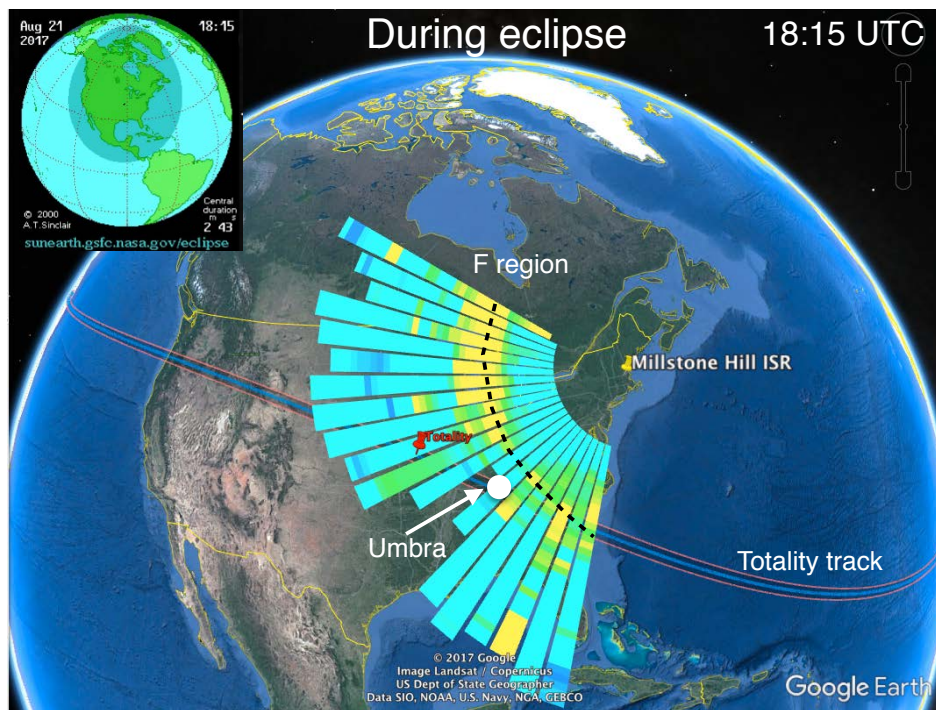 Aug 21
2017
18:15
During eclipse
18:15 UTC
© 2000
A.T.Sinclair
Central
duration
m s
2 43
sunearth.gsfc.nasa.gov/eclipse
F region
Millstone Hill ISR
Totality
Umbra
Totality track
© 2017 Google
Image Landsat / Copernicus
US Dept of State Geographer
Data SIO, NOAA, U.S. Navy, NGA, GEBCO
Google Earth